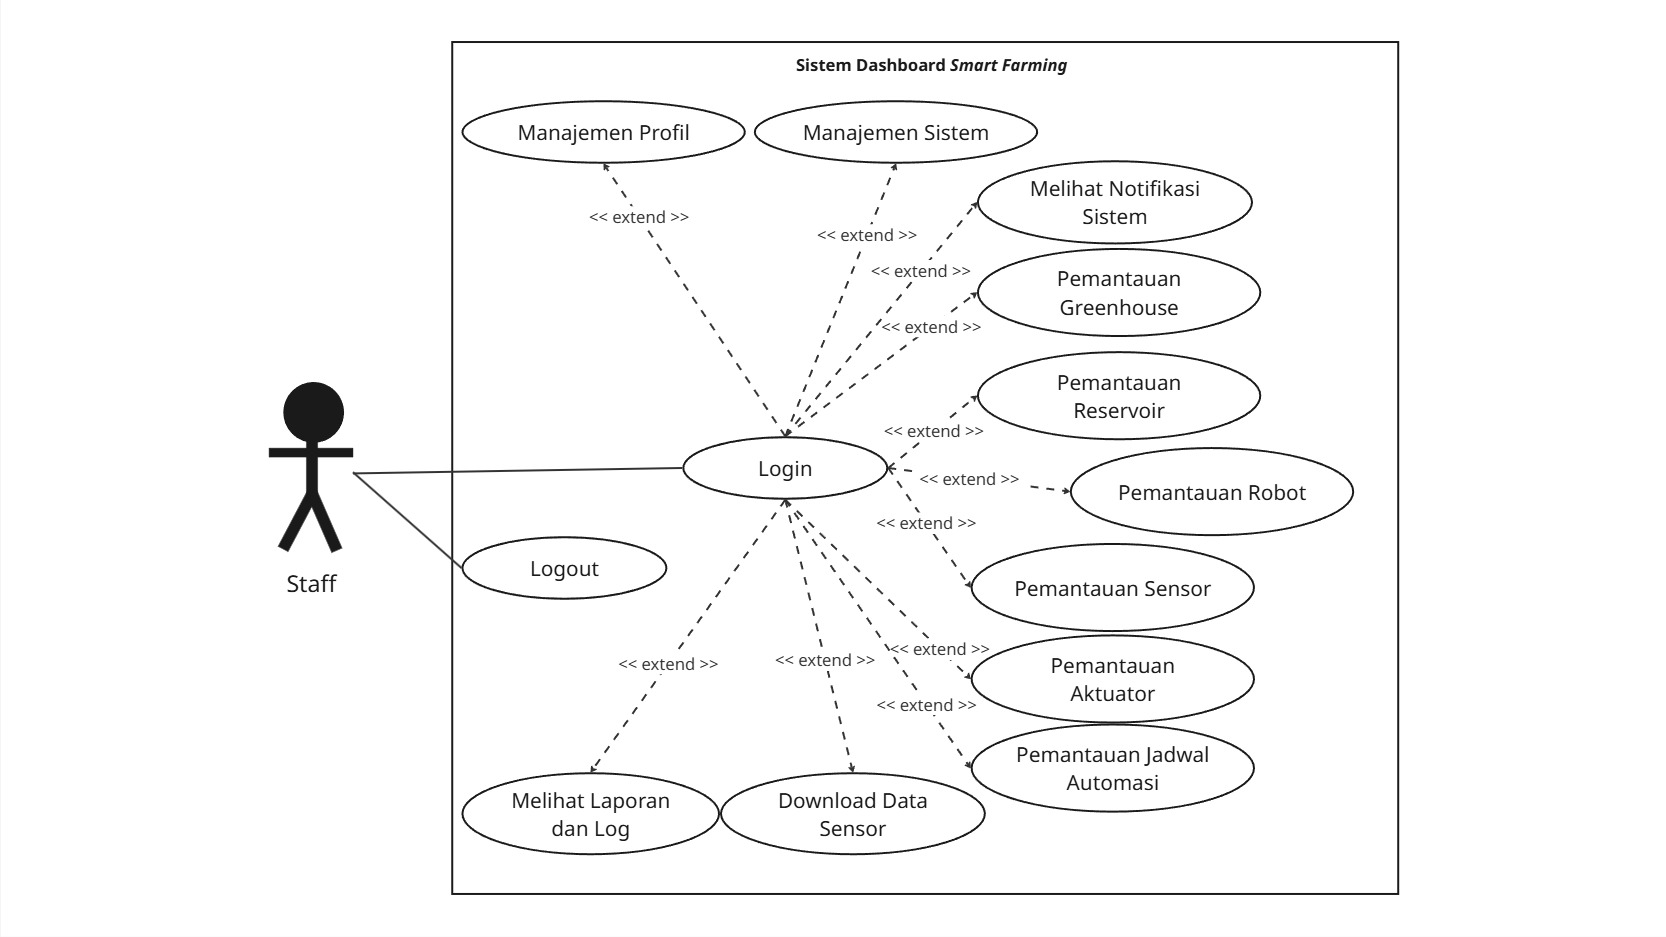 Sistem Dashboard Smart Farming
Manajemen Profil
Manajemen Sistem
Melihat Notifikasi
Sistem
<< extend >>
<< extend >>
<< extend >>
Pemantauan
Greenhouse
<< extend >>
Pemantauan
Reservoir
<< extend >>
Login
<< extend >>
Pemantauan Robot
<< extend >>
Logout
Staff
Pemantauan Sensor
<< extend >>
<< extend >>
<< extend >>
Pemantauan
Aktuator
<< extend >>
Pemantauan Jadwal
Automasi
Melihat Laporan
dan Log
Download Data
Sensor